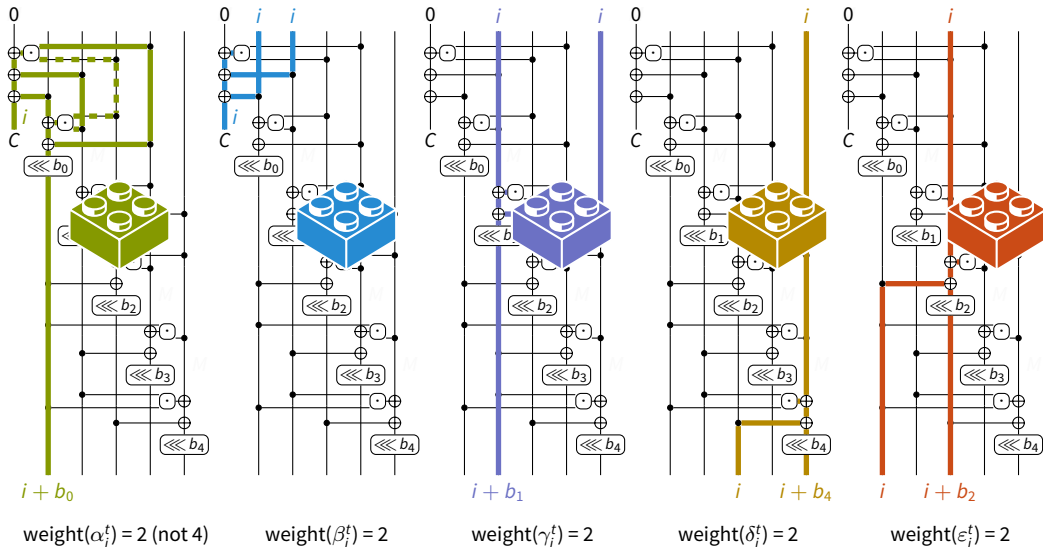 0 0 i i 0 i i 0 i 0 i
i i
C C C C C
⋘ b₀ ⋘ b₀ ⋘ b₀ ⋘ b₀ ⋘ b₀
⋘ b₁ ⋘ b₁
⋘ b₂ ⋘ b₂ ⋘ b₂ ⋘ b₂ ⋘ b₂
⋘ b₃ ⋘ b₃ ⋘ b₃ ⋘ b₃ ⋘ b₃
⋘ b₄ ⋘ b₄ ⋘ b₄ ⋘ b₄ ⋘ b₄
i + b₀ i + b₁ i i + b₄ i i + b₂
weight(αᵢᵗ) = 2 (not 4) weight(βᵢᵗ) = 2 weight(γᵢᵗ) = 2 weight(δᵢᵗ) = 2 weight(εᵢᵗ) = 2